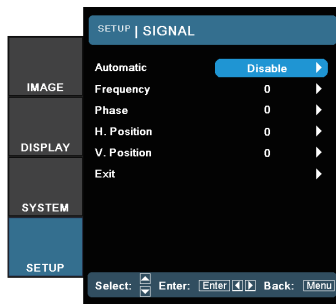 SETUP | SIGNAL
Automatic Disable
Frequency 0
Phase 0
H. Position 0
V. Position 0
Exit
IMAGE
DISPLAY
SYSTEM
SETUP
Select: Enter: Enter Back: Menu